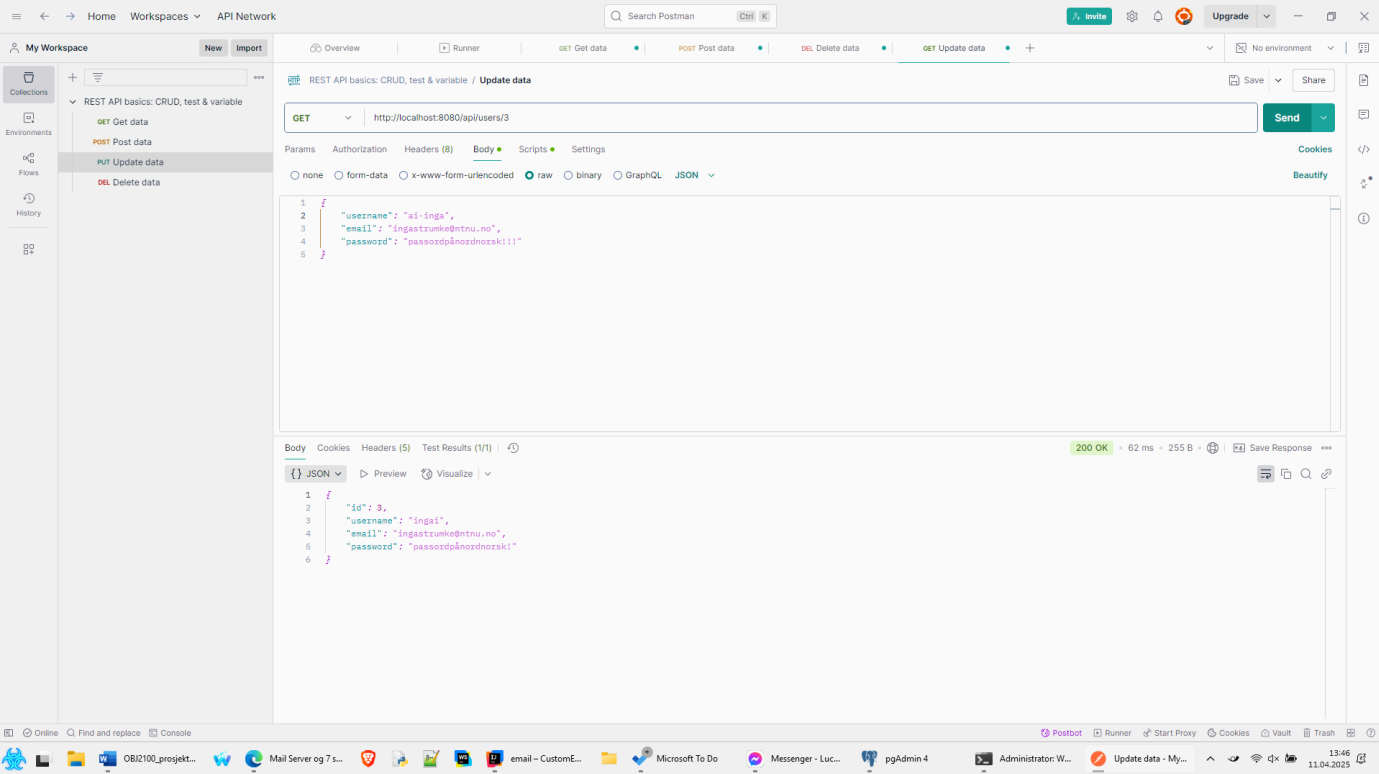 Home Workspaces API Network Search Postman Ctrl K Invite Upgrade
My Workspace New Import Overview Runner GET Get data POST Post data DEL Delete data GET Update data No environment
Collections
Environments
Flows
History
REST API basics: CRUD, test & variable
GET Get data
POST Post data
PUT Update data
DEL Delete data
HTTP REST API basics: CRUD, test & variable / Update data Save Share
GET http://localhost:8080/api/users/3 Send
Params Authorization Headers (8) Body Scripts Settings Cookies
none form-data x-www-form-urlencoded raw binary GraphQL JSON Beautify
1 {
2 "username": "ai-inga",
3 "email": "ingastrumke@ntnu.no",
4 "password": "passordpånordnorsk!!!"
5 }
Body Cookies Headers (5) Test Results (1/1) 200 OK • 62 ms • 255 B • Save Response
{} JSON Preview Visualize
1 {
2 "id": 3,
3 "username": "ingai",
4 "email": "ingastrumke@ntnu.no",
5 "password": "passordpånordnorsk!"
6 }
Online Find and replace Console Postbot Runner Start Proxy Cookies Vault Trash
OBJ2100_prosjekt... Mail Server og 7 s... WS email – CustomE... Microsoft To Do Messenger - Luc... pgAdmin 4 Administrator: W... Update data - My... 13:46
11.04.2025